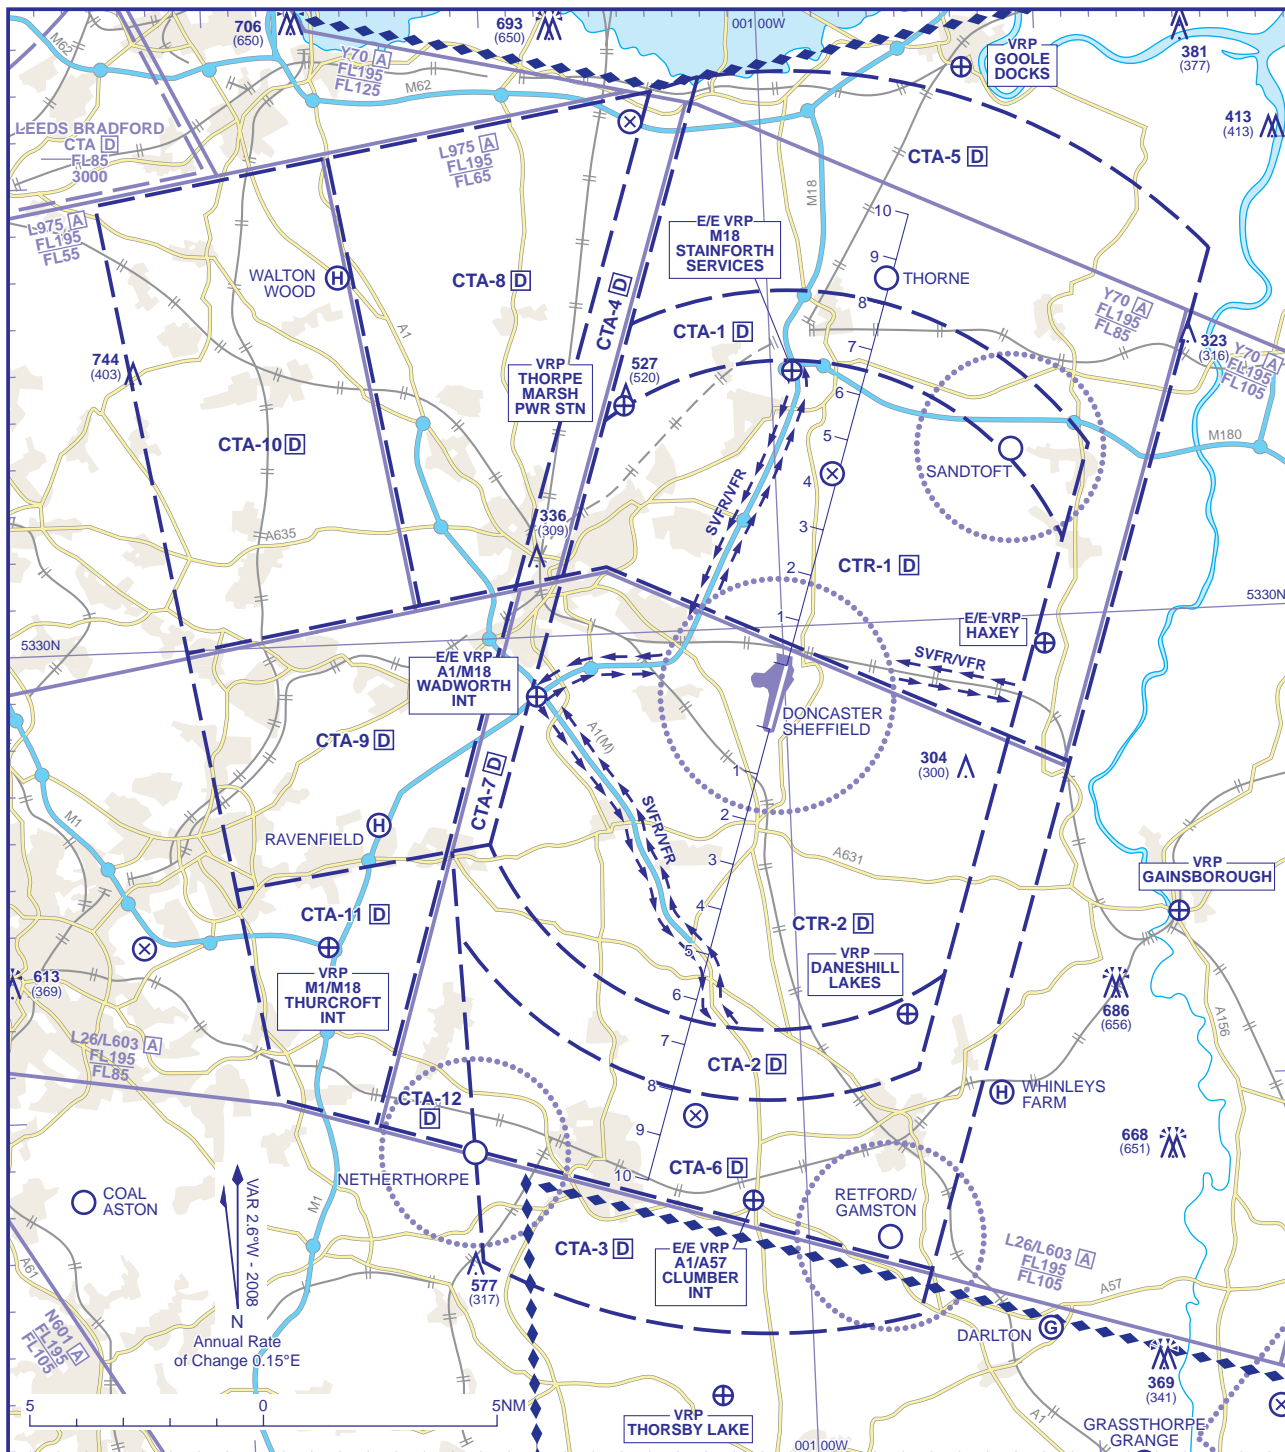 706
(650)
693
(650)
001 00W
VRP
GOOLE
DOCKS
381
(377)
M62
Y70 A
FL195
FL125
M62
413
(413)
LEEDS BRADFORD
CTA D
FL85
3000
L975 A
FL195
FL65
CTA-5 D
M18
L975 A
FL195
FL55
E/E VRP
M18
STAINFORTH
SERVICES
10
9
THORNE
8
WALTON
WOOD
H
CTA-8 D
CTA-4 D
A1
CTA-1 D
Y70 A
FL195
FL85
323
(316)
Y70 A
FL195
FL105
744
(403)
VRP
THORPE
MARSH
PWR STN
527
(520)
7
6
5
4
3
2
1
CTA-10 D
SANDTOFT
M180
SVFR/VFR
A635
336
(309)
CTR-1 D
5330N
5330N
E/E VRP
HAXEY
SVFR/VFR
E/E VRP
A1/M18
WADWORTH
INT
DONCASTER
SHEFFIELD
A1(M)
CTA-9 D
CTA-7 D
304
(300)
M1
RAVENFIELD
H
SVFR/VFR
1
2
3
4
5
6
7
8
9
10
A631
VRP
GAINSBOROUGH
CTA-11 D
CTR-2 D
VRP
DANESHILL
LAKES
613
(369)
VRP
M1/M18
THURCROFT
INT
686
(656)
A156
L26/L603 A
FL195
FL85
CTA-2 D
CTA-12
D
H
WHINLEYS
FARM
668
(651)
NETHERTHORPE
CTA-6 D
COAL
ASTON
VAR 2.6°W - 2008
N
Annual Rate
of Change 0.15°E
M1
RETFORD/
GAMSTON
CTA-3 D
E/E VRP
A1/A57
CLUMBER
INT
L26/L603 A
FL195
FL105
A57
577
(317)
A61
N601 A
FL195
FL105
DARLTON
G
369
(341)
5
0
5NM
VRP
THORSBY LAKE
A1
001 00W
GRASSTHORPE
GRANGE